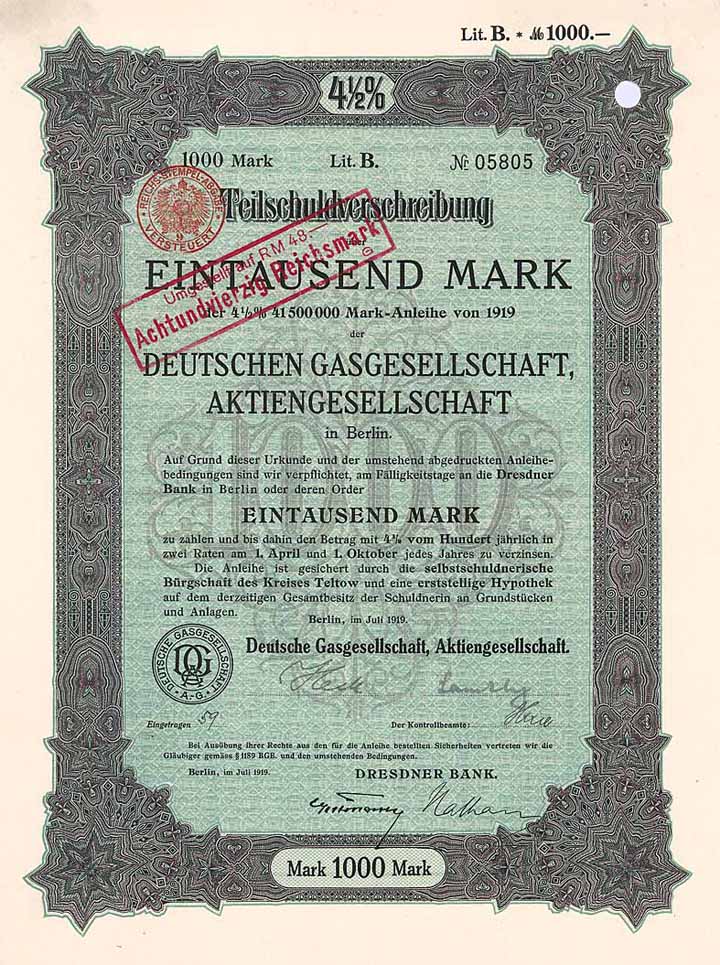 Lit. B. * ℳ 1000.—
4½%
1000 Mark Lit. B. № 05805
REICHS-STEMPEL-ABGABE
VERSTEUERT
Teilschuldverschreibung
über
Umgestellt auf RM 48.—
Achtundvierzig Reichsmark
EINTAUSEND MARK
der 4½% 41500000 Mark-Anleihe von 1919
der
DEUTSCHEN GASGESELLSCHAFT,
AKTIENGESELLSCHAFT
in Berlin.
Auf Grund dieser Urkunde und der umstehend abgedruckten Anleihe-
bedingungen sind wir verpflichtet, am Fälligkeitstage an die Dresdner
Bank in Berlin oder deren Order
EINTAUSEND MARK
zu zahlen und bis dahin den Betrag mit 4½ vom Hundert jährlich in
zwei Raten am 1. April und 1. Oktober jedes Jahres zu verzinsen.
Die Anleihe ist gesichert durch die selbstschuldnerische
Bürgschaft des Kreises Teltow und eine erststellige Hypothek
auf dem derzeitigen Gesamtbesitz der Schuldnerin an Grundstücken
und Anlagen.
Berlin, im Juli 1919.
DEUTSCHE GASGESELLSCHAFT
·A.-G.·
Deutsche Gasgesellschaft, Aktiengesellschaft.
Eingetragen 59 Der Kontrollbeamte:
Bei Ausübung ihrer Rechte aus den für die Anleihe bestellten Sicherheiten vertreten wir die
Gläubiger gemäss § 1189 BGB. und den umstehenden Bedingungen.
Berlin, im Juli 1919. DRESDNER BANK.
Nathan
Mark 1000 Mark